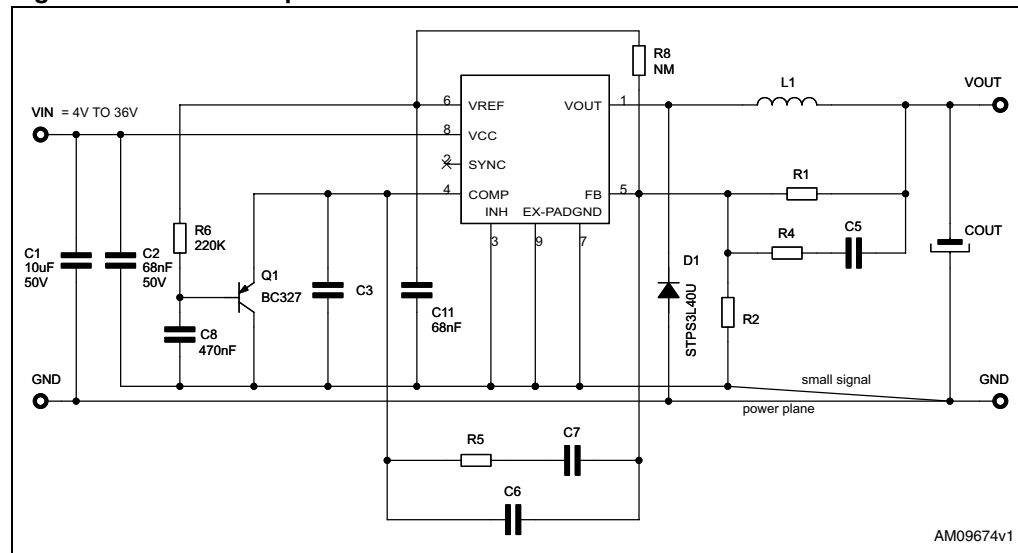 R8
NM
L1
VOUT
VIN = 4V TO 36V
6 VREF VOUT 1
8 VCC
2 SYNC
4 COMP FB 5
INH EX-PADGND
3 9 7
R1
R4 C5
COUT
R6
220K
C1
10uF
50V
C2
68nF
50V
Q1
BC327
C3
C11
68nF
D1
STPS3L40U
R2
C8
470nF
GND
small signal
GND
power plane
R5 C7
C6
AM09674v1